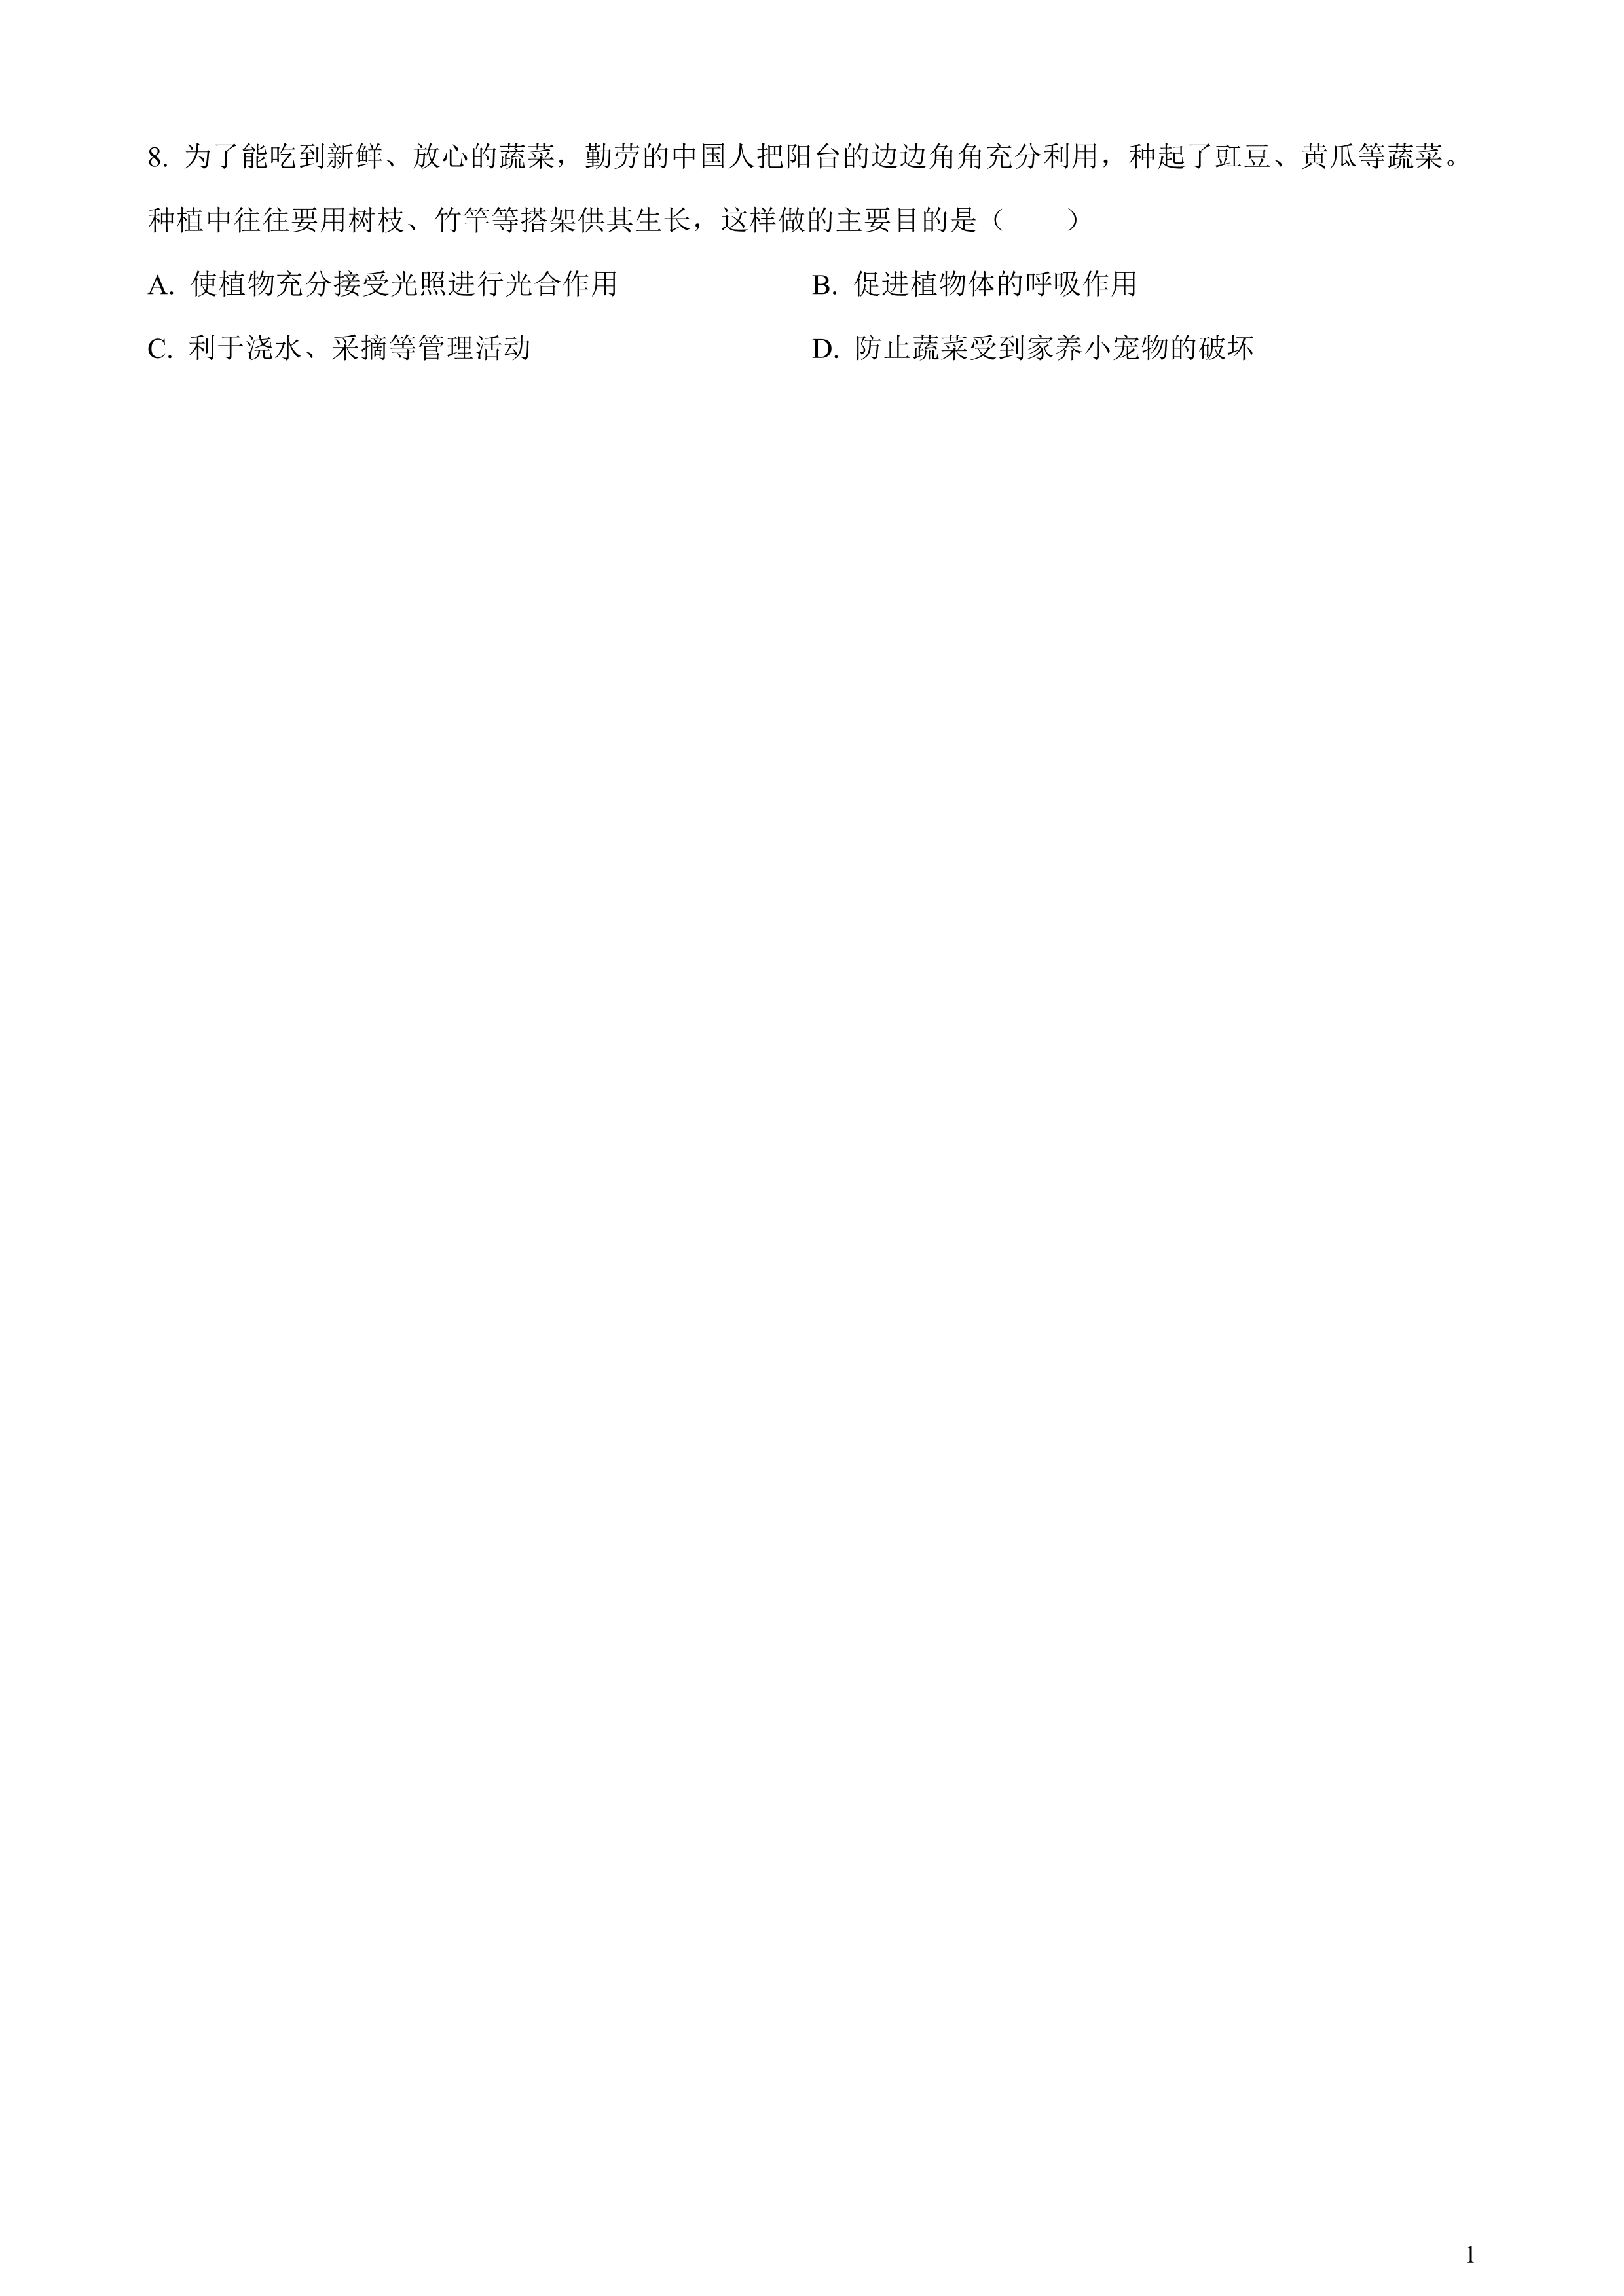 8. 为了能吃到新鲜、放心的蔬菜，勤劳的中国人把阳台的边边角角充分利用，种起了豇豆、黄瓜等蔬菜。
种植中往往要用树枝、竹竿等搭架供其生长，这样做的主要目的是（　　）
A. 使植物充分接受光照进行光合作用　　B. 促进植物体的呼吸作用
C. 利于浇水、采摘等管理活动　　D. 防止蔬菜受到家养小宠物的破坏
1